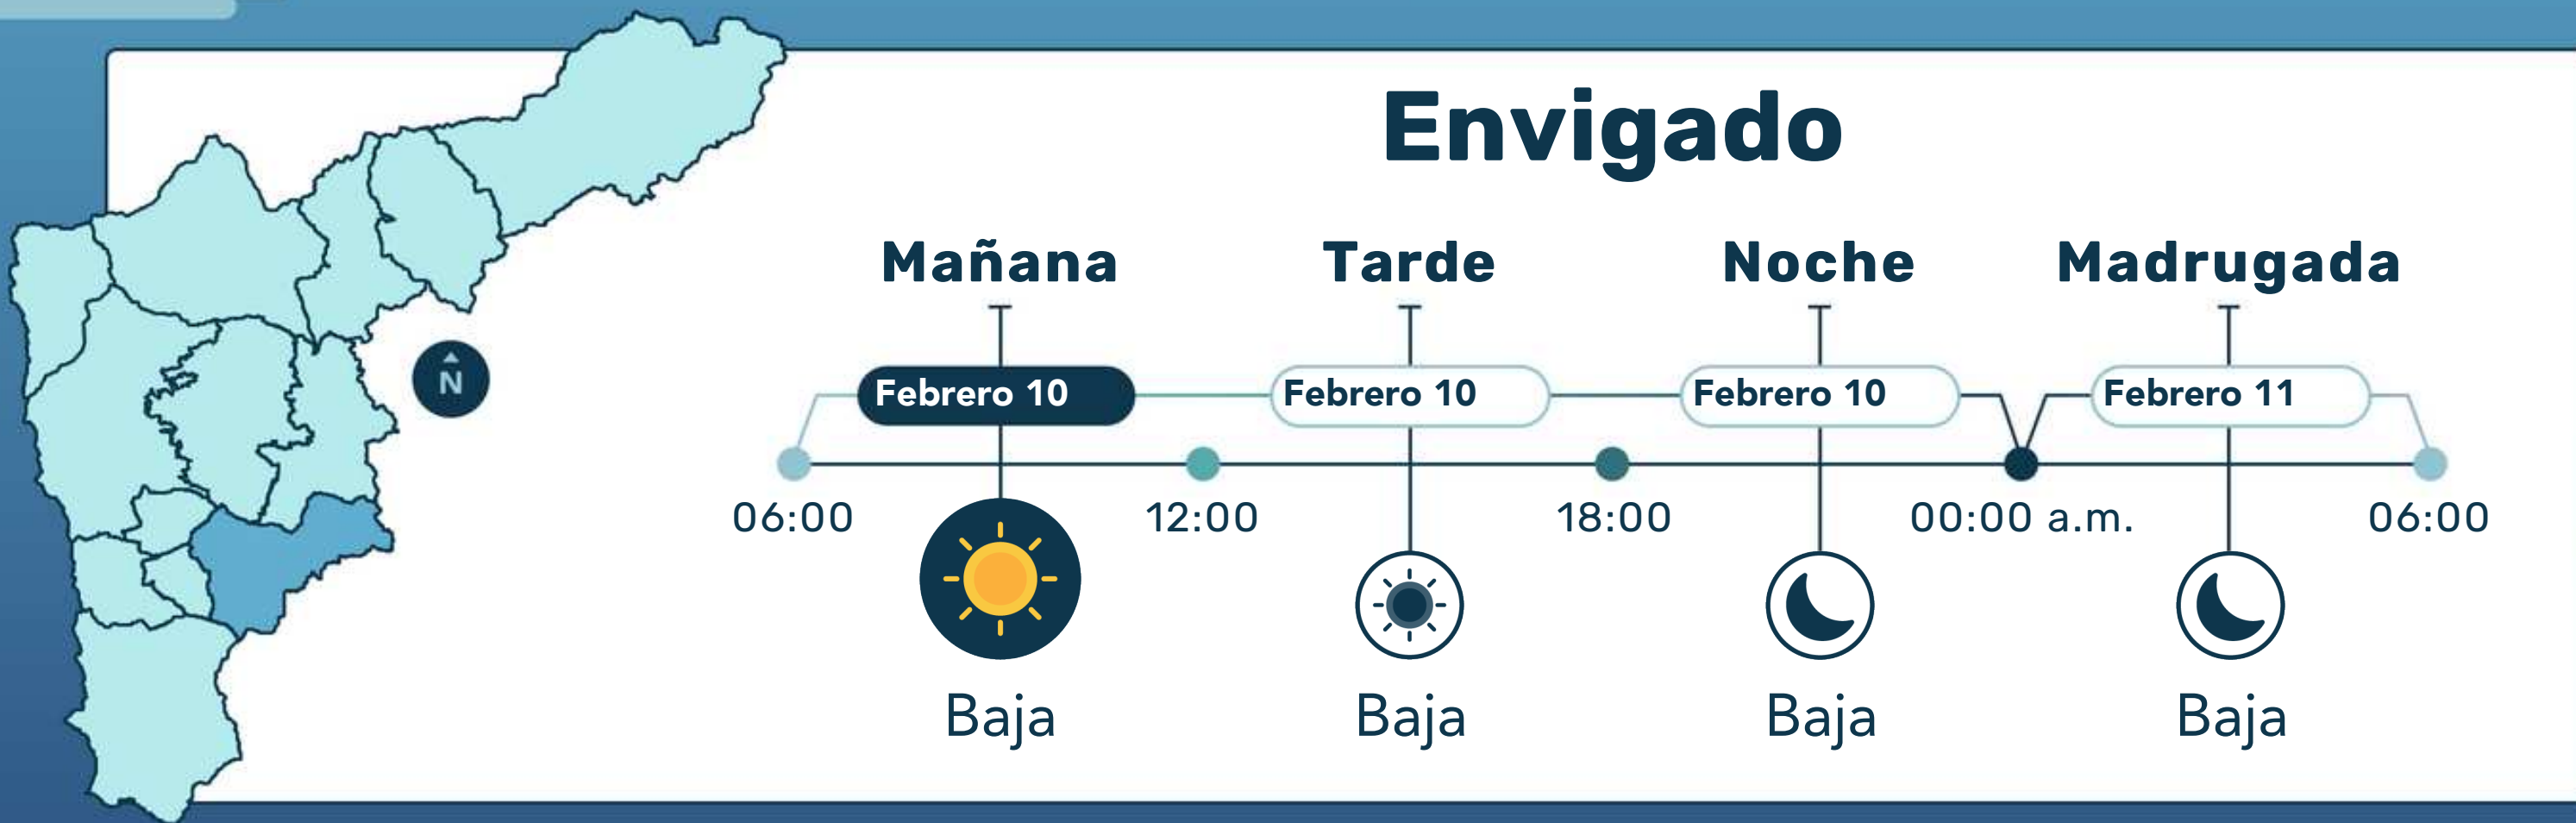 Envigado
Mañana Tarde Noche Madrugada
N
Febrero 10 Febrero 10 Febrero 10 Febrero 11
06:00 12:00 18:00 00:00 a.m. 06:00
Baja Baja Baja Baja